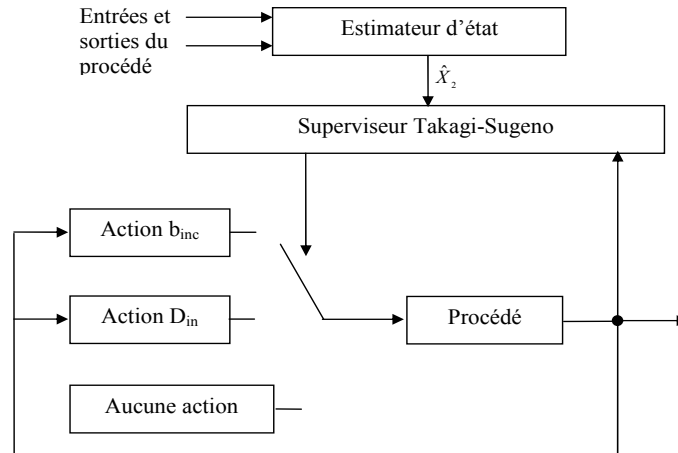 Entrées et
sorties du
procédé
Estimateur d’état
X̂₂
Superviseur Takagi-Sugeno
Action b_inc
Action D_in
Procédé
Aucune action